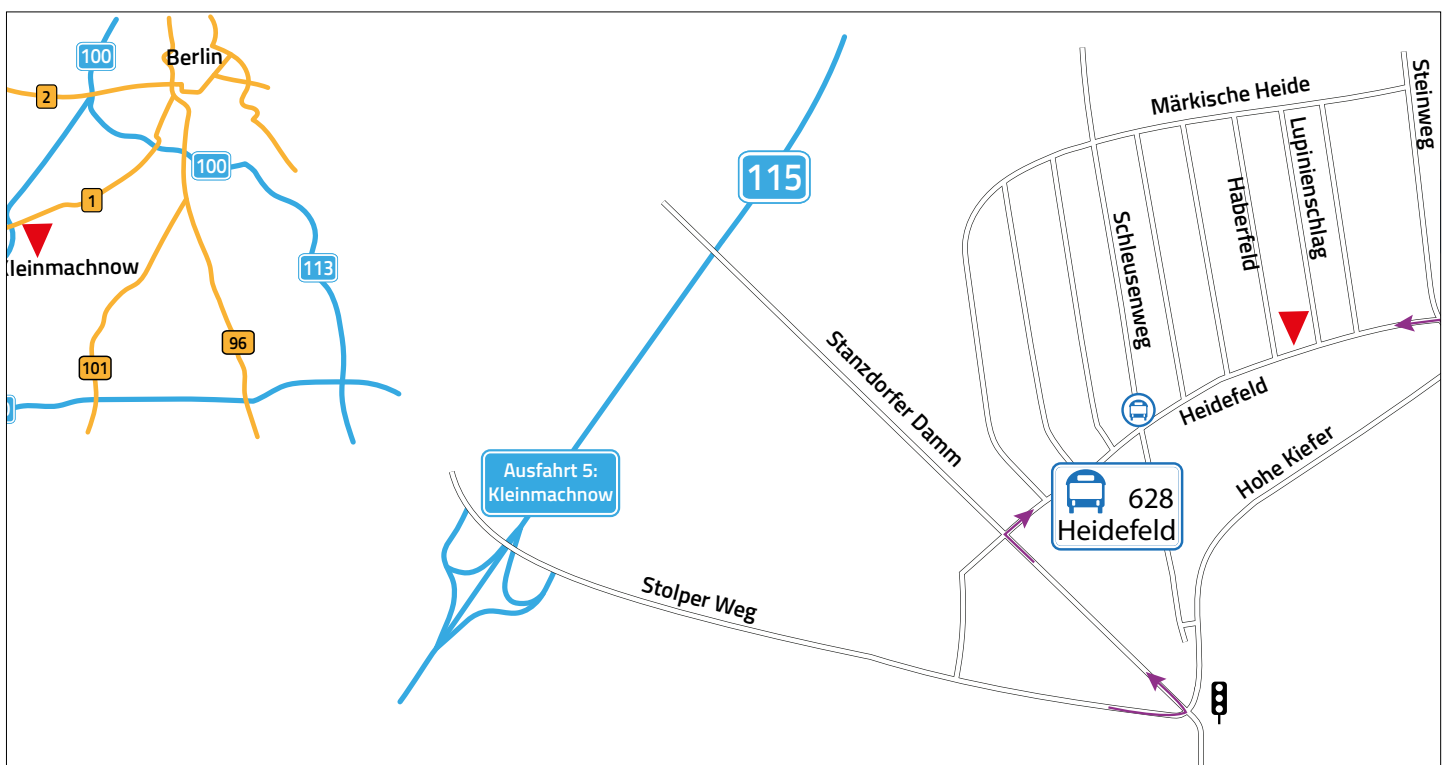 100
Berlin
2
100
1
Kleinmachnow
113
101
96
115
Ausfahrt 5:
Kleinmachnow
Stolper Weg
Stanzdorfer Damm
Märkische Heide
Steinweg
Lupinienschlag
Haberfeld
Schleusenweg
Heidefeld
Hohe Kiefer
628
Heidefeld